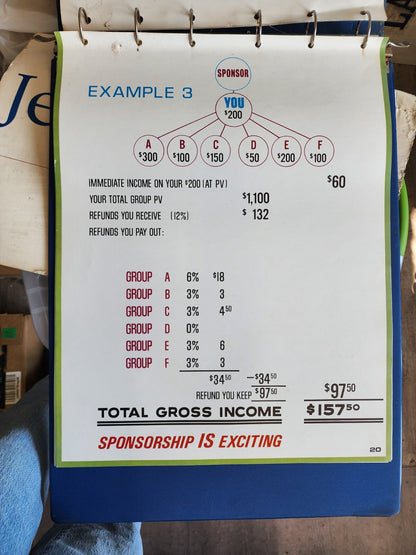 Je
SPONSOR
EXAMPLE 3
YOU
$200
A B C D E F
$300 $100 $150 $50 $200 $100
IMMEDIATE INCOME ON YOUR $200 (AT PV) $60
YOUR TOTAL GROUP PV $1,100
REFUNDS YOU RECEIVE (12%) $ 132
REFUNDS YOU PAY OUT:
GROUP A 6% $18
GROUP B 3% 3
GROUP C 3% 4 50
GROUP D 0%
GROUP E 3% 6
GROUP F 3% 3
$34 50 –$34 50
REFUND YOU KEEP $97 50 $97 50
TOTAL GROSS INCOME $157 50
SPONSORSHIP IS EXCITING
20